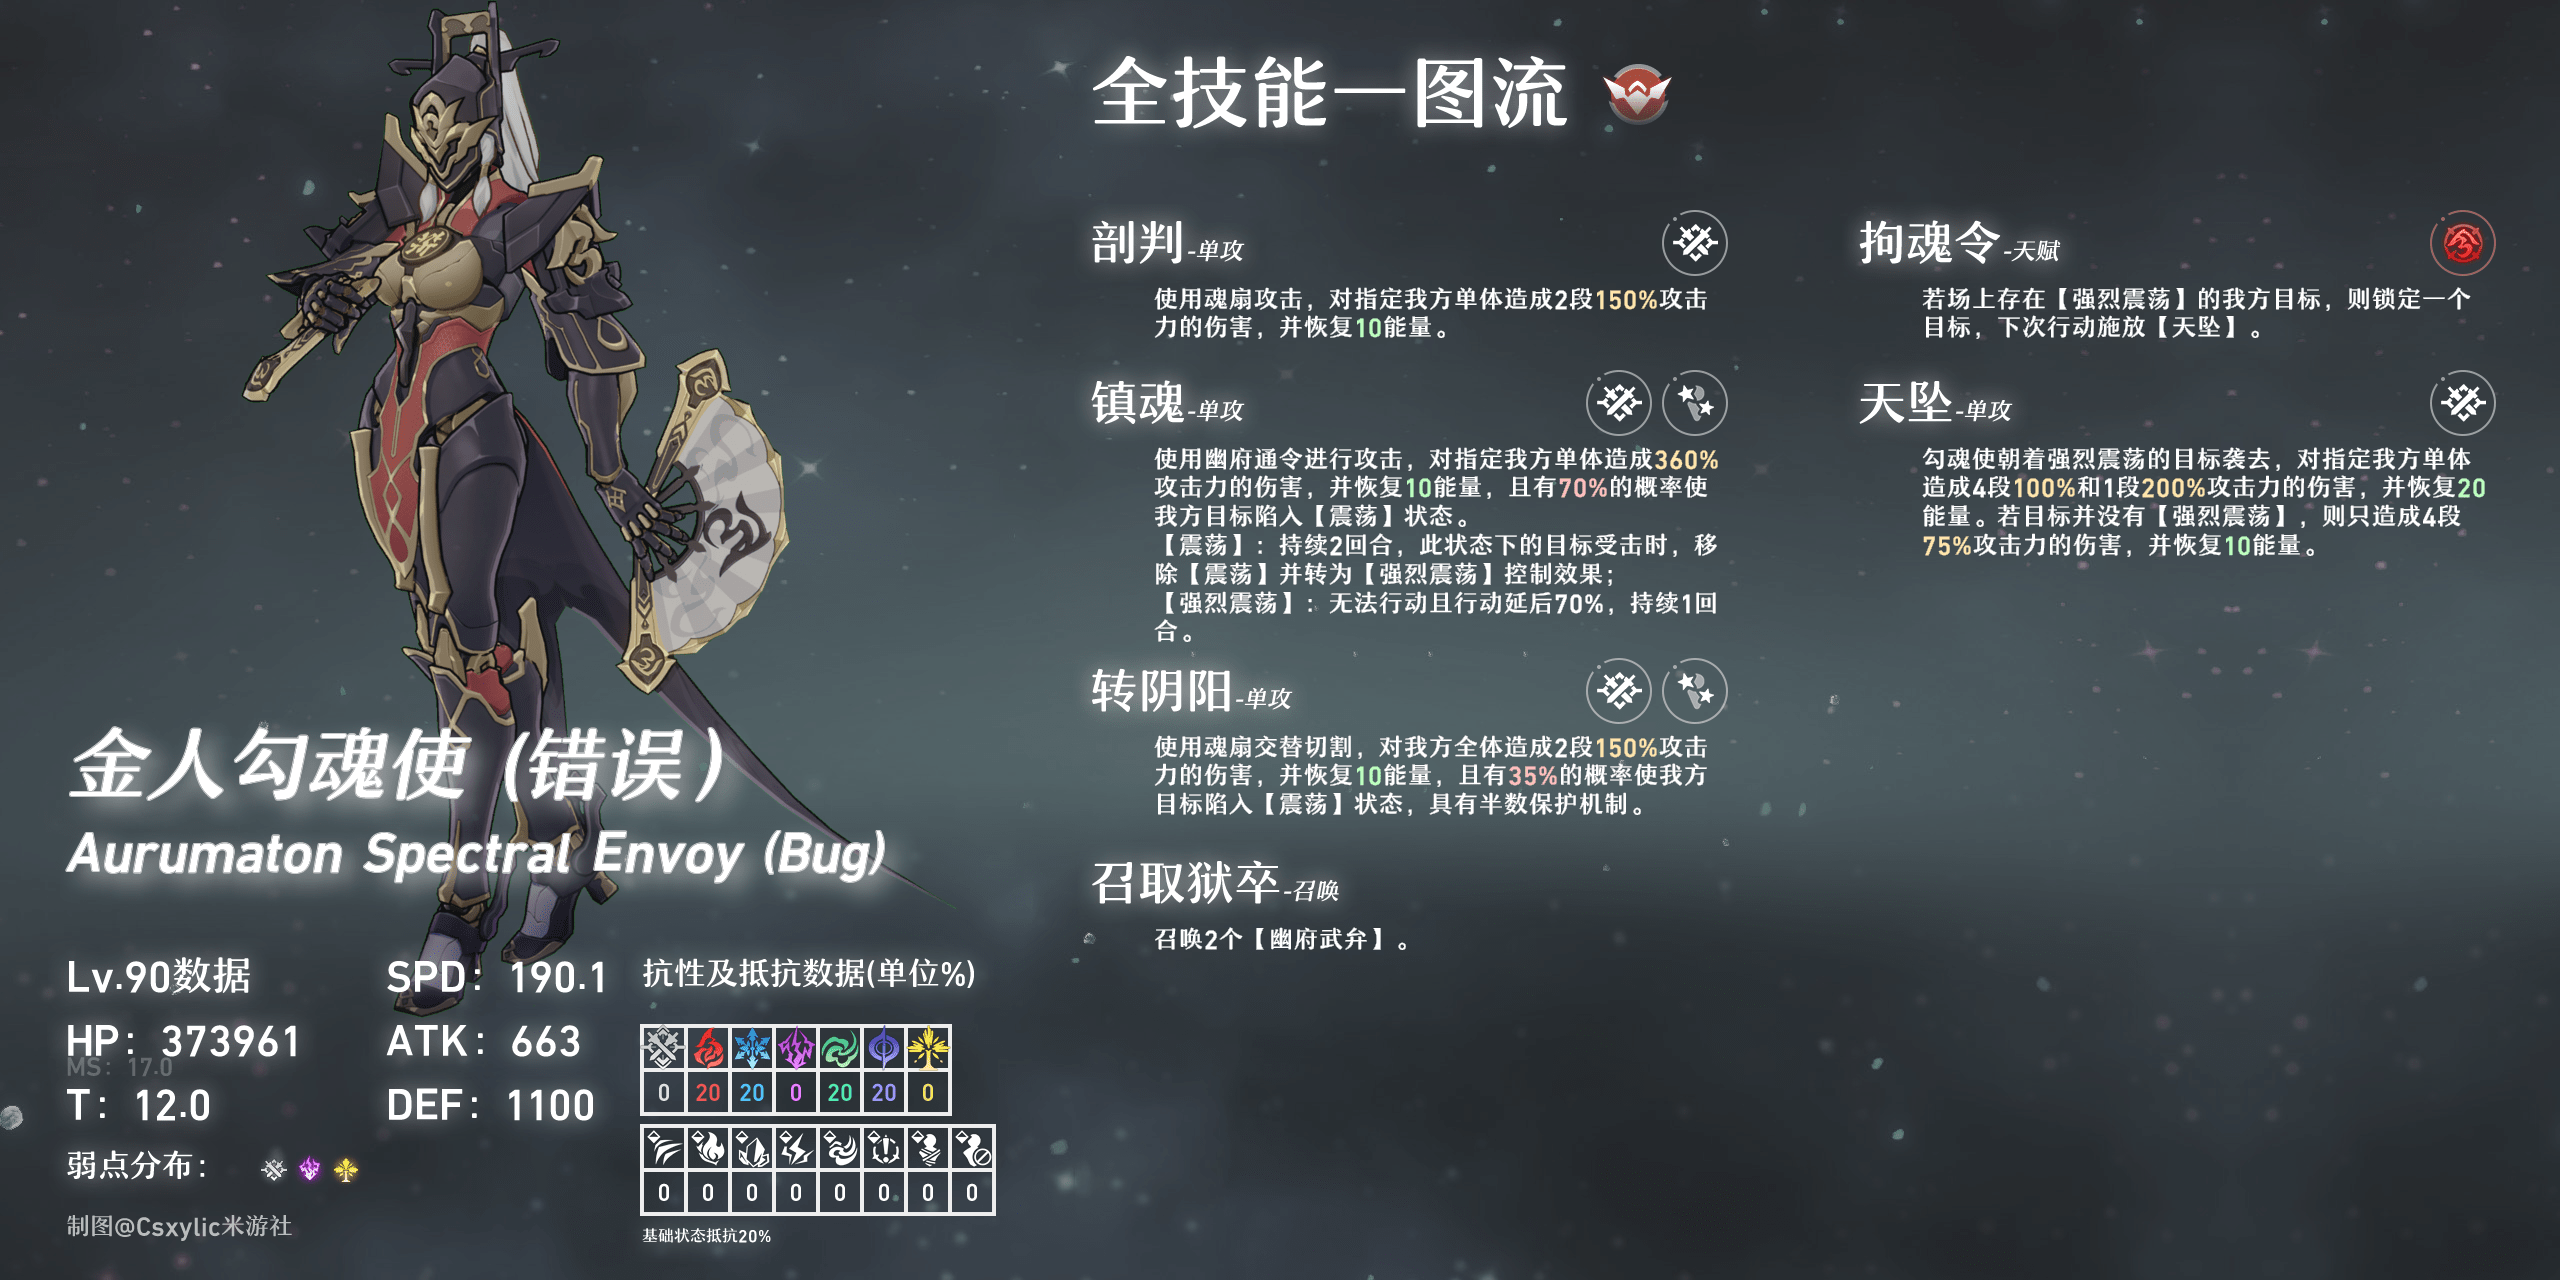 全技能一图流
剖判-单攻
使用魂扇攻击，对指定我方单体造成2段150%攻击
力的伤害，并恢复10能量。
镇魂-单攻
使用幽府通令进行攻击，对指定我方单体造成360%
攻击力的伤害，并恢复10能量，且有70%的概率使
我方目标陷入【震荡】状态。
【震荡】：持续2回合，此状态下的目标受击时，移
除【震荡】并转为【强烈震荡】控制效果；
【强烈震荡】：无法行动且行动延后70%，持续1回
合。
转阴阳-单攻
使用魂扇交替切割，对我方全体造成2段150%攻击
力的伤害，并恢复10能量，且有35%的概率使我方
目标陷入【震荡】状态，具有半数保护机制。
召取狱卒-召唤
召唤2个【幽府武弁】。
拘魂令-天赋
若场上存在【强烈震荡】的我方目标，则锁定一个
目标，下次行动施放【天坠】。
天坠-单攻
勾魂使朝着强烈震荡的目标袭去，对指定我方单体
造成4段100%和1段200%攻击力的伤害，并恢复20
能量。若目标并没有【强烈震荡】，则只造成4段
75%攻击力的伤害，并恢复10能量。
金人勾魂使（错误）
Aurumaton Spectral Envoy (Bug)
Lv.90数据
SPD：190.1
HP：373961
ATK：663
MS：17.0
T：12.0
DEF：1100
弱点分布：
制图@Csxylic米游社
抗性及抵抗数据(单位%)
0 20 20 0 20 20 0
0 0 0 0 0 0 0 0
基础状态抵抗20%